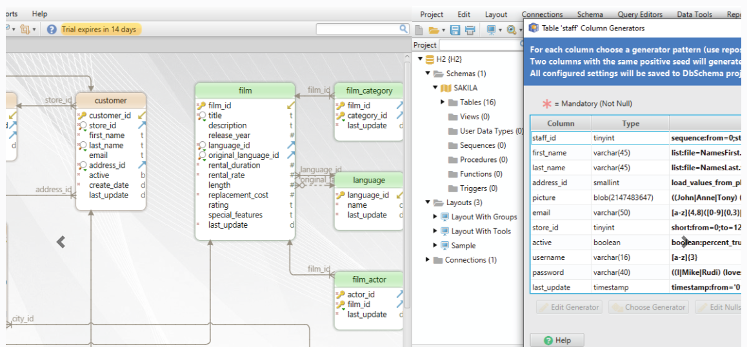 orts Help
Trial expires in 14 days
store_id
customer
customer_id
store_id
first_name t
last_name t
email t
address_id
active b
create_date d
last_update d
address_id
city_id
film
film_id
title t
description t
release_year #
language_id
original_language_id
rental_duration #
rental_rate #
length #
replacement_cost #
rating t
special_features t
last_update d
film_id
film_category
film_id
category_id
last_update d
language_id
original_
language
language_id
name c
last_update d
film_id
film_actor
actor_id
film_id
last_update d
Project Edit Layout Connections Schema Query Editors Data Tools Repo
Project
H2 {H2}
Schemas (1)
SAKILA
Tables (16)
Views (0)
User Data Types (0)
Sequences (0)
Procedures (0)
Functions (0)
Triggers (0)
Layouts (3)
Layout With Groups
Layout With Tools
Sample
Connections (1)
Table 'staff' Column Generators
For each column choose a generator pattern (use repos
Two columns with the same positive seed will generate
All configured settings will be saved to DbSchema proj
= Mandatory (Not Null)
Column Type
staff_id tinyint sequence:from=0;st
first_name varchar(45) list:file=NamesFirst.
last_name varchar(45) list:file=NamesLast.
address_id smallint load_values_from_pl
picture blob(2147483647) ((John|Anne|Tony) (
email varchar(50) [a-z]{4,8}([0-9]{0,3}|
store_id tinyint short:from=0;to=12
active boolean boolean:percent_tru
username varchar(16) [a-z]{3}
password varchar(40) ((I|Mike|Rudi) (love
last_update timestamp timestamp:from='0
Edit Generator Choose Generator Edit Nulls
Help